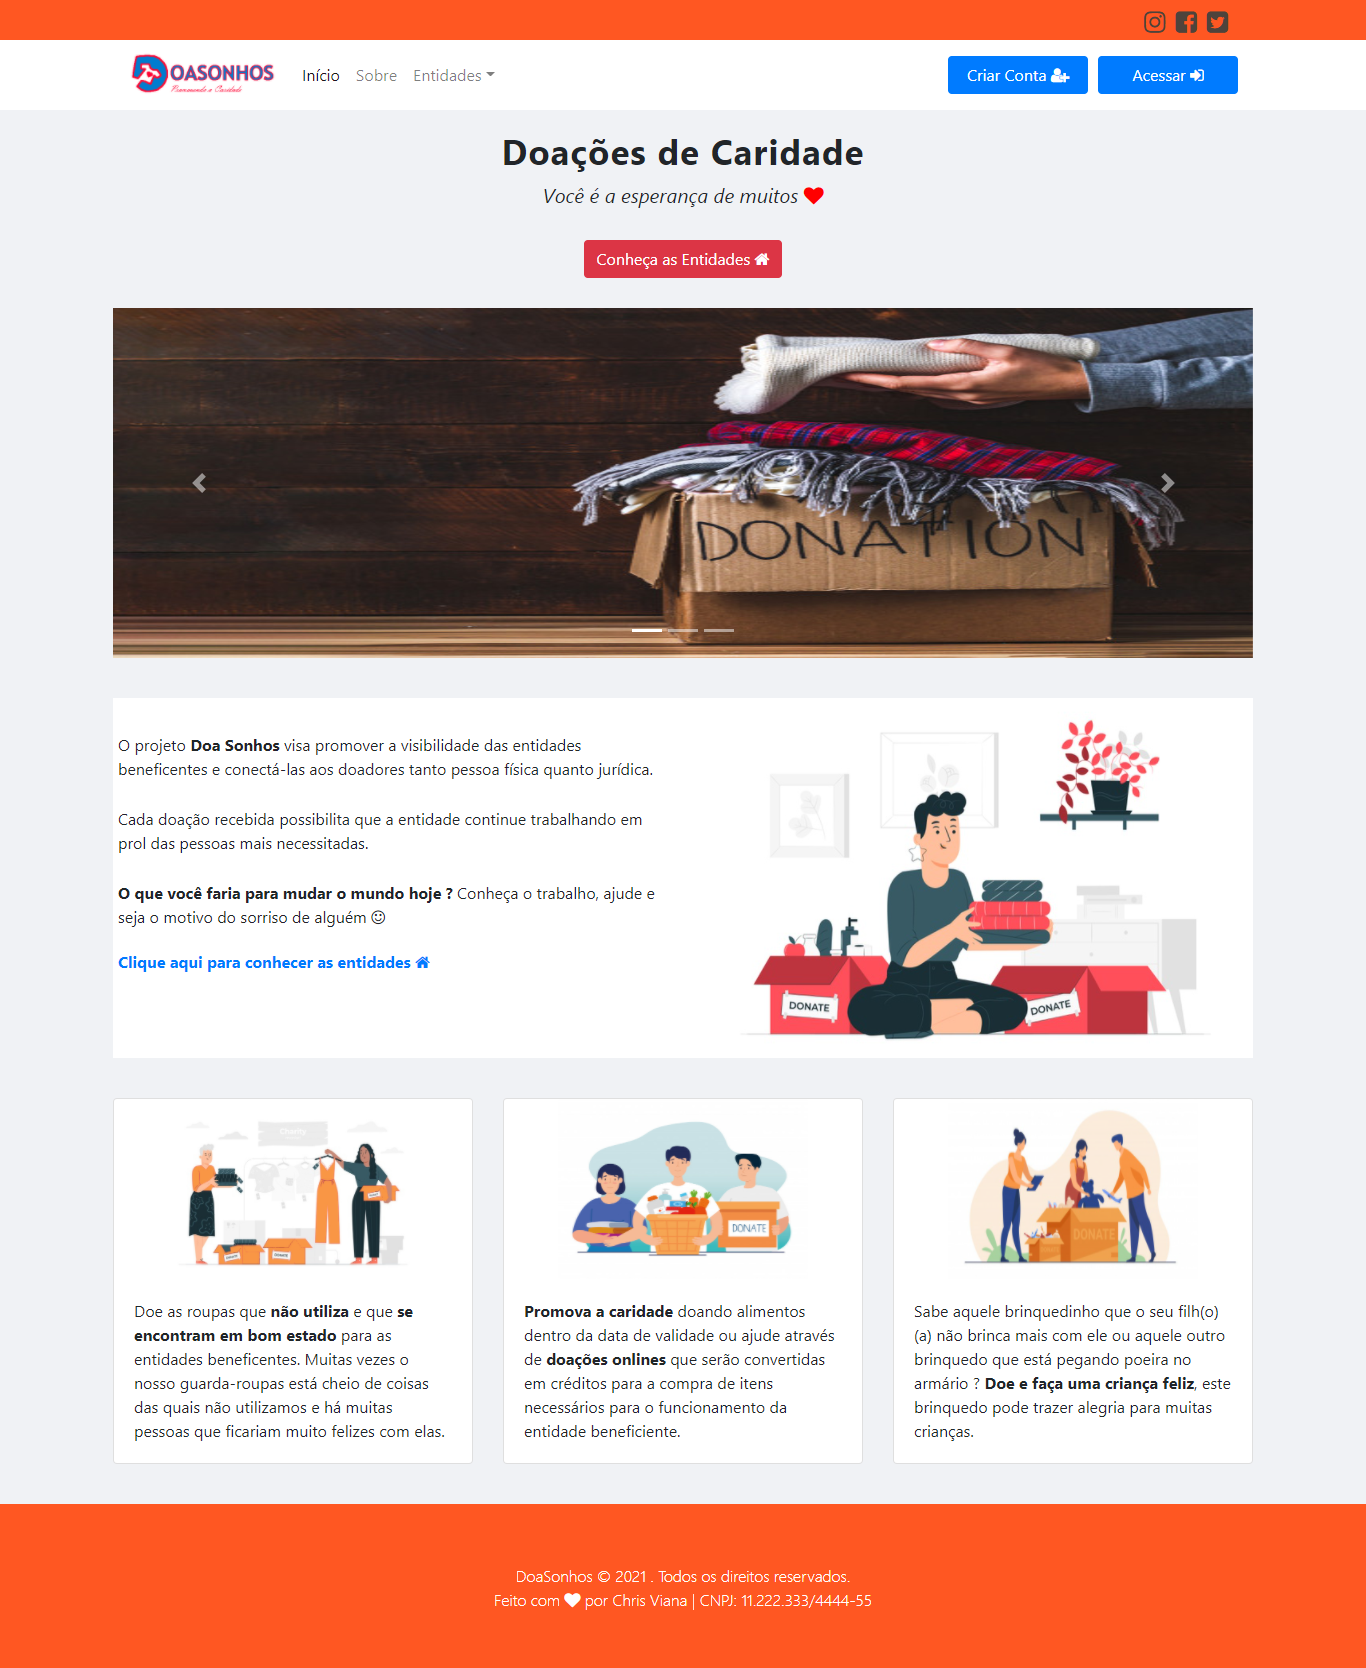 OASONHOS
Promovendo a Caridade
Início Sobre Entidades
Criar Conta
Acessar
Doações de Caridade
Você é a esperança de muitos
Conheça as Entidades
DONATION
O projeto Doa Sonhos visa promover a visibilidade das entidades
beneficentes e conectá-las aos doadores tanto pessoa física quanto jurídica.
Cada doação recebida possibilita que a entidade continue trabalhando em
prol das pessoas mais necessitadas.
O que você faria para mudar o mundo hoje ? Conheça o trabalho, ajude e
seja o motivo do sorriso de alguém
Clique aqui para conhecer as entidades
DONATE
DONATE
Charity
Doe as roupas que não utiliza e que se
encontram em bom estado para as
entidades beneficentes. Muitas vezes o
nosso guarda-roupas está cheio de coisas
das quais não utilizamos e há muitas
pessoas que ficariam muito felizes com elas.
DONATE
Promova a caridade doando alimentos
dentro da data de validade ou ajude através
de doações onlines que serão convertidas
em créditos para a compra de itens
necessários para o funcionamento da
entidade beneficiente.
DONATE
Sabe aquele brinquedinho que o seu filh(o)
(a) não brinca mais com ele ou aquele outro
brinquedo que está pegando poeira no
armário ? Doe e faça uma criança feliz, este
brinquedo pode trazer alegria para muitas
crianças.
DoaSonhos © 2021 . Todos os direitos reservados.
Feito com por Chris Viana | CNPJ: 11.222.333/4444-55